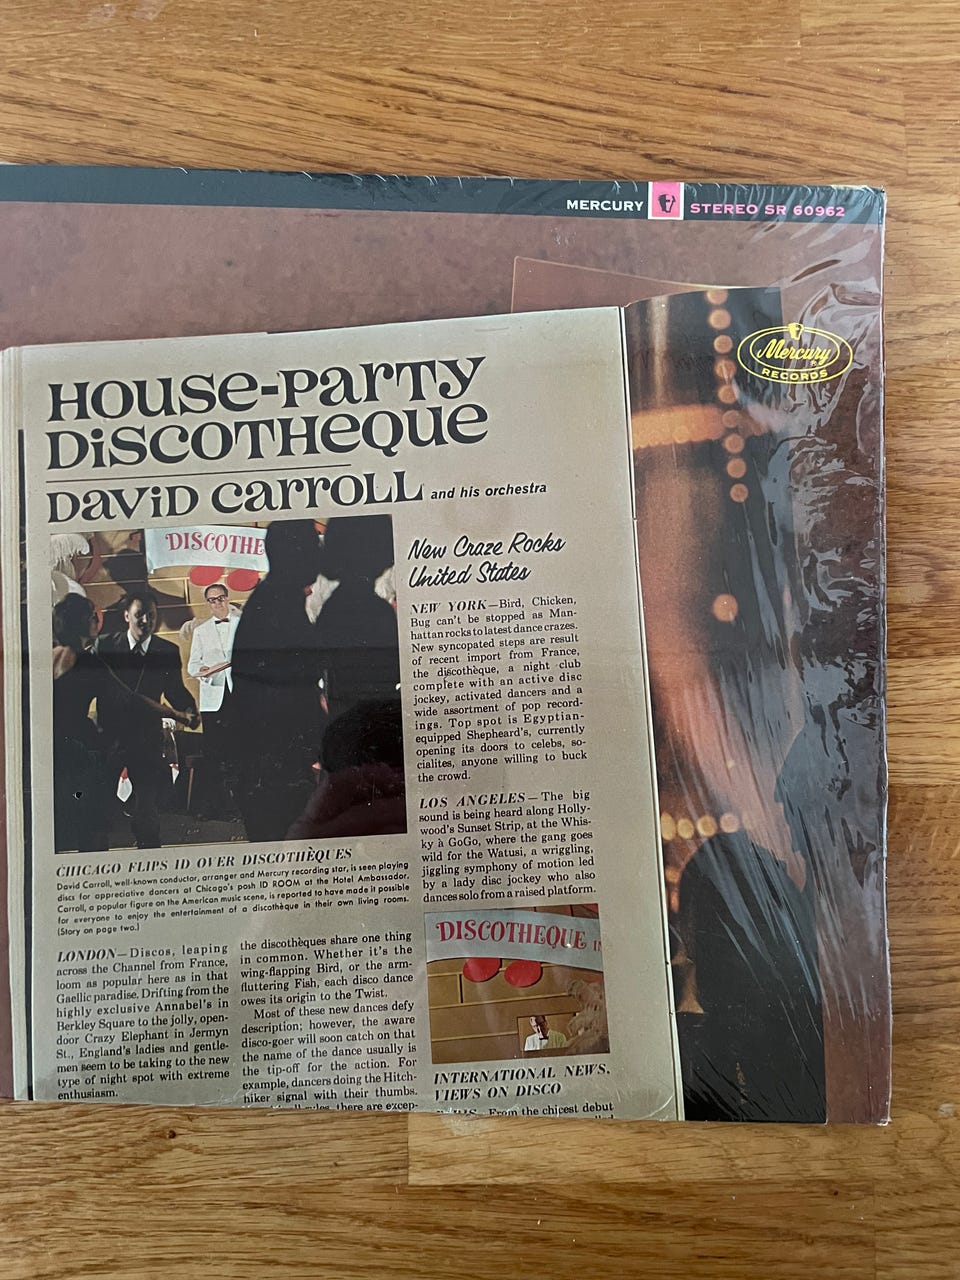 MERCURY STEREO SR 60962
Mercury
RECORDS
HOUSE-PARTY
DiSCOTHeQUe
DaViD CarrOLL and his orchestra
DISCOTHE
New Craze Rocks
United States
NEW YORK—Bird, Chicken,
Bug can't be stopped as Man-
hattan rocks to latest dance crazes.
New syncopated steps are result
of recent import from France,
the discothèque, a night club
complete with an active disc
jockey, activated dancers and a
wide assortment of pop record-
ings. Top spot is Egyptian-
equipped Shepheard's, currently
opening its doors to celebs, so-
cialites, anyone willing to buck
the crowd.
LOS ANGELES—The big
sound is being heard along Holly-
wood's Sunset Strip, at the Whis-
ky à GoGo, where the gang goes
wild for the Watusi, a wriggling,
jiggling symphony of motion led
by a lady disc jockey who also
dances solo from a raised platform.
CHICAGO FLIPS ID OVER DISCOTHÈQUES
David Carroll, well-known conductor, arranger and Mercury recording star, is seen playing
discs for appreciative dancers at Chicago's posh ID ROOM at the Hotel Ambassador.
Carroll, a popular figure on the American music scene, is reported to have made it possible
for everyone to enjoy the entertainment of a discothèque in their own living rooms.
(Story on page two.)
LONDON—Discos, leaping
across the Channel from France,
loom as popular here as in that
Gaellic paradise. Drifting from the
highly exclusive Annabel's in
Berkley Square to the jolly, open-
door Crazy Elephant in Jermyn
St., England's ladies and gentle-
men seem to be taking to the new
type of night spot with extreme
enthusiasm.
the discothèques share one thing
in common. Whether it's the
wing-flapping Bird, or the arm-
fluttering Fish, each disco dance
owes its origin to the Twist.
Most of these new dances defy
description; however, the aware
disco-goer will soon catch on that
the name of the dance usually is
the tip-off for the action. For
example, dancers doing the Hitch-
hiker signal with their thumbs.
there are excep-
DISCOTHEQUE
INTERNATIONAL NEWS,
VIEWS ON DISCO
From the chicest debut